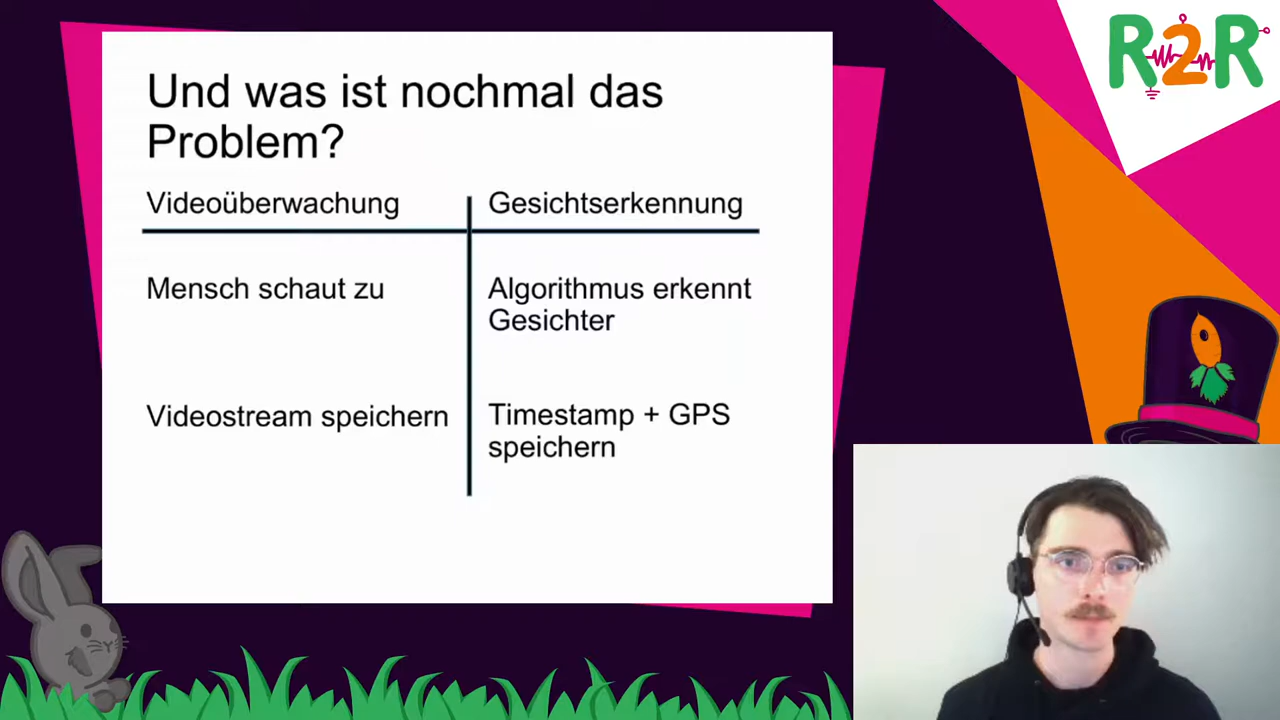 Und was ist nochmal das
Problem?
Videoüberwachung
Gesichtserkennung
Mensch schaut zu
Algorithmus erkennt
Gesichter
Videostream speichern
Timestamp + GPS
speichern
R2R